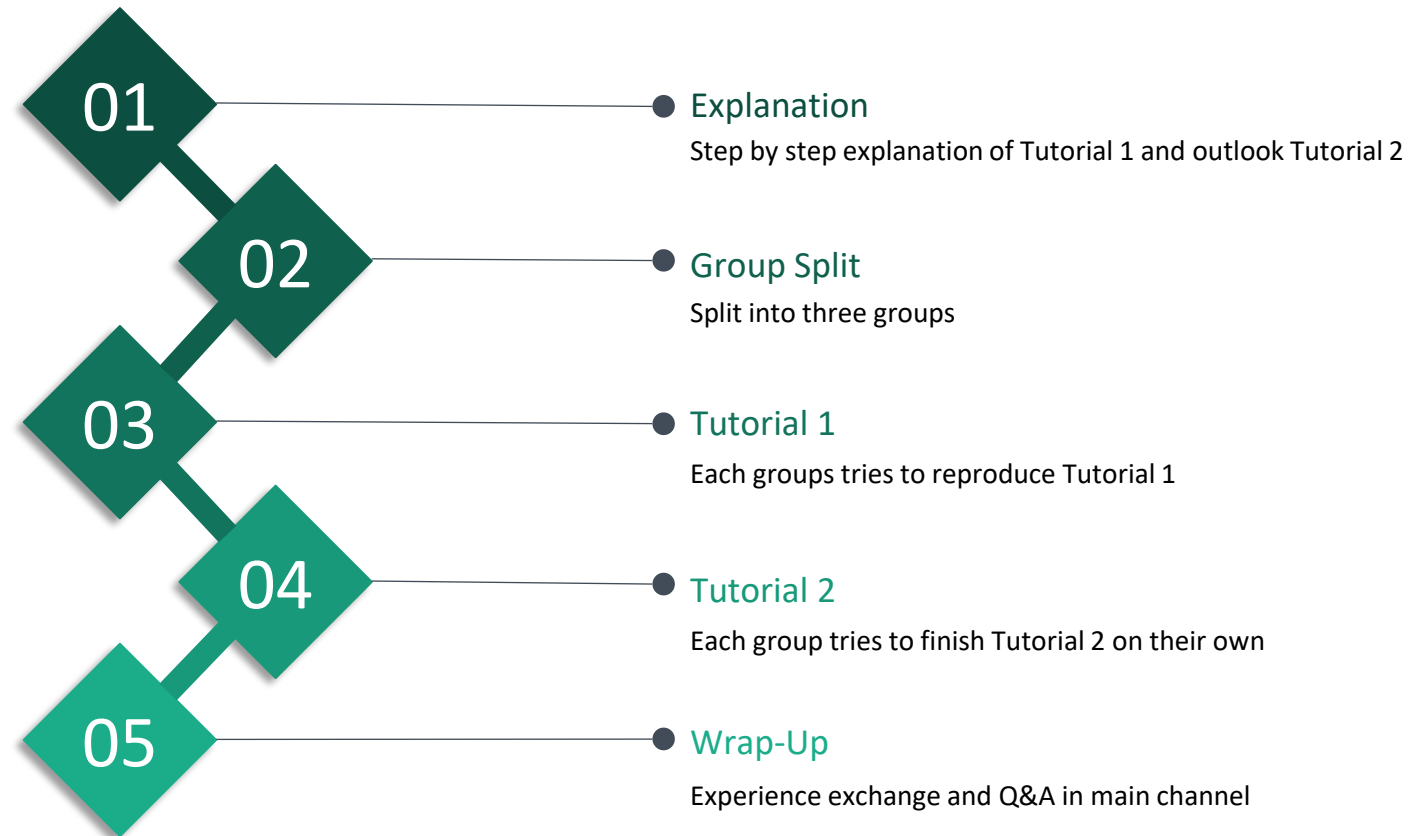 01
Explanation
Step by step explanation of Tutorial 1 and outlook Tutorial 2
02
Group Split
Split into three groups
03
Tutorial 1
Each groups tries to reproduce Tutorial 1
04
Tutorial 2
Each group tries to finish Tutorial 2 on their own
05
Wrap-Up
Experience exchange and Q&A in main channel